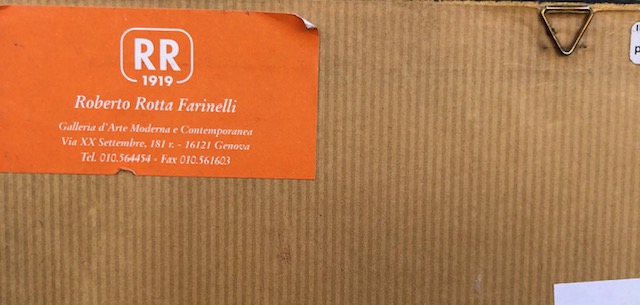 RR
1919
Roberto Rotta Farinelli
Galleria d'Arte Moderna e Contemporanea
Via XX Settembre, 181 r. - 16121 Genova
Tel. 010.564454 - Fax 010.561603